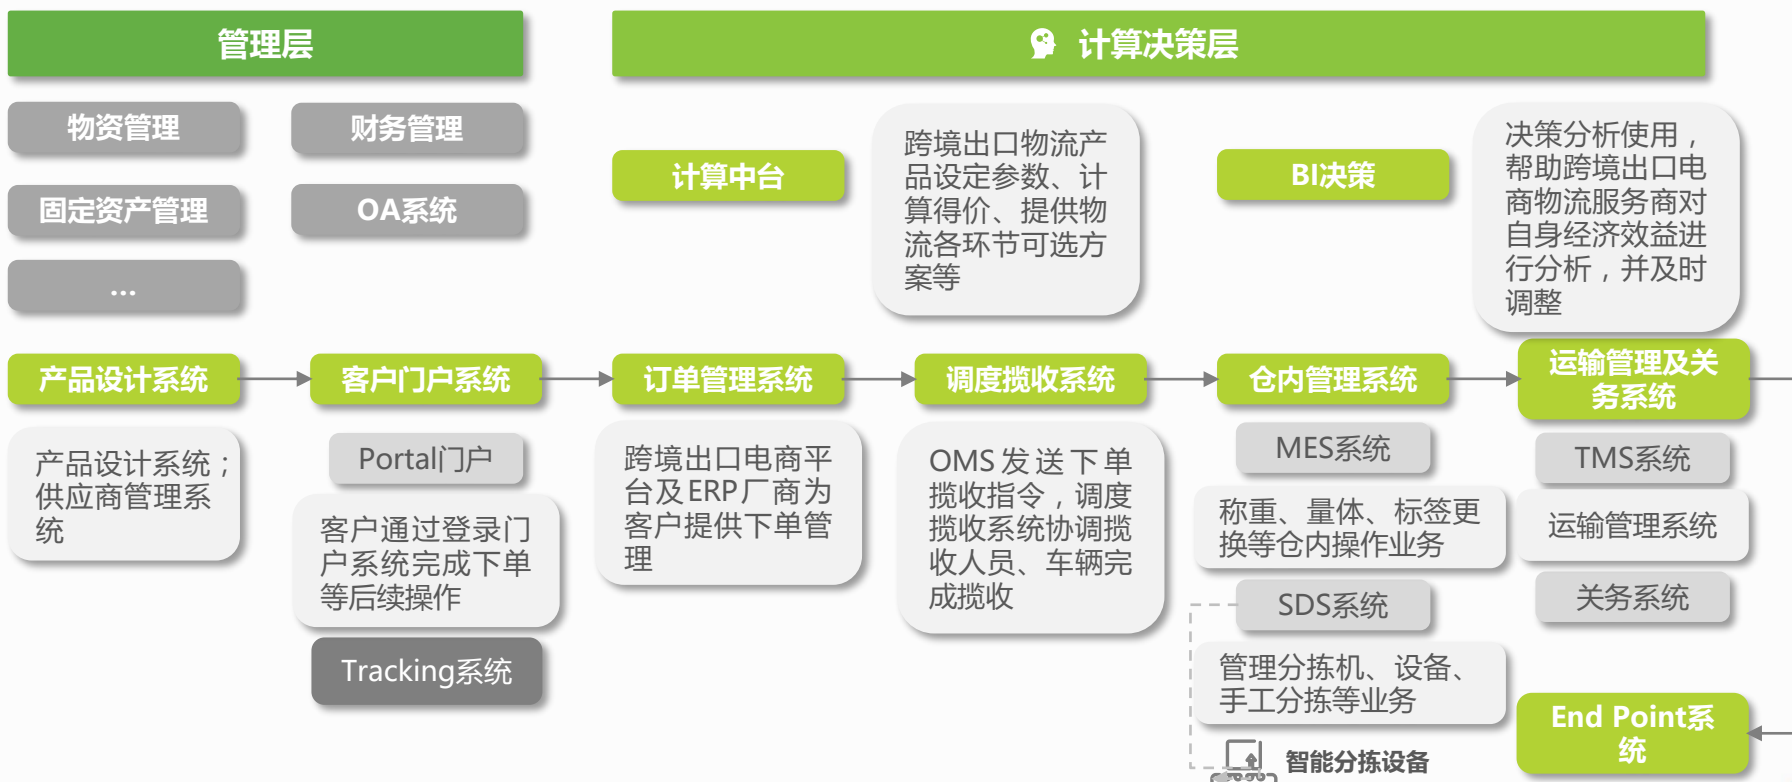 管理层
计算决策层
物资管理
财务管理
固定资产管理
OA系统
...
计算中台
跨境出口物流产
品设定参数、计
算得价、提供物
流各环节可选方
案等
BI决策
决策分析使用，
帮助跨境出口电
商物流服务商对
自身经济效益进
行分析，并及时
调整
产品设计系统
客户门户系统
订单管理系统
调度揽收系统
仓内管理系统
运输管理及关
务系统
产品设计系统；
供应商管理系
统
Portal门户
客户通过登录门
户系统完成下单
等后续操作
Tracking系统
跨境出口电商平
台及ERP厂商为
客户提供下单管
理
OMS发送下单
揽收指令，调度
揽收系统协调揽
收人员、车辆完
成揽收
MES系统
称重、量体、标签更
换等仓内操作业务
SDS系统
管理分拣机、设备、
手工分拣等业务
智能分拣设备
TMS系统
运输管理系统
关务系统
End Point系
统